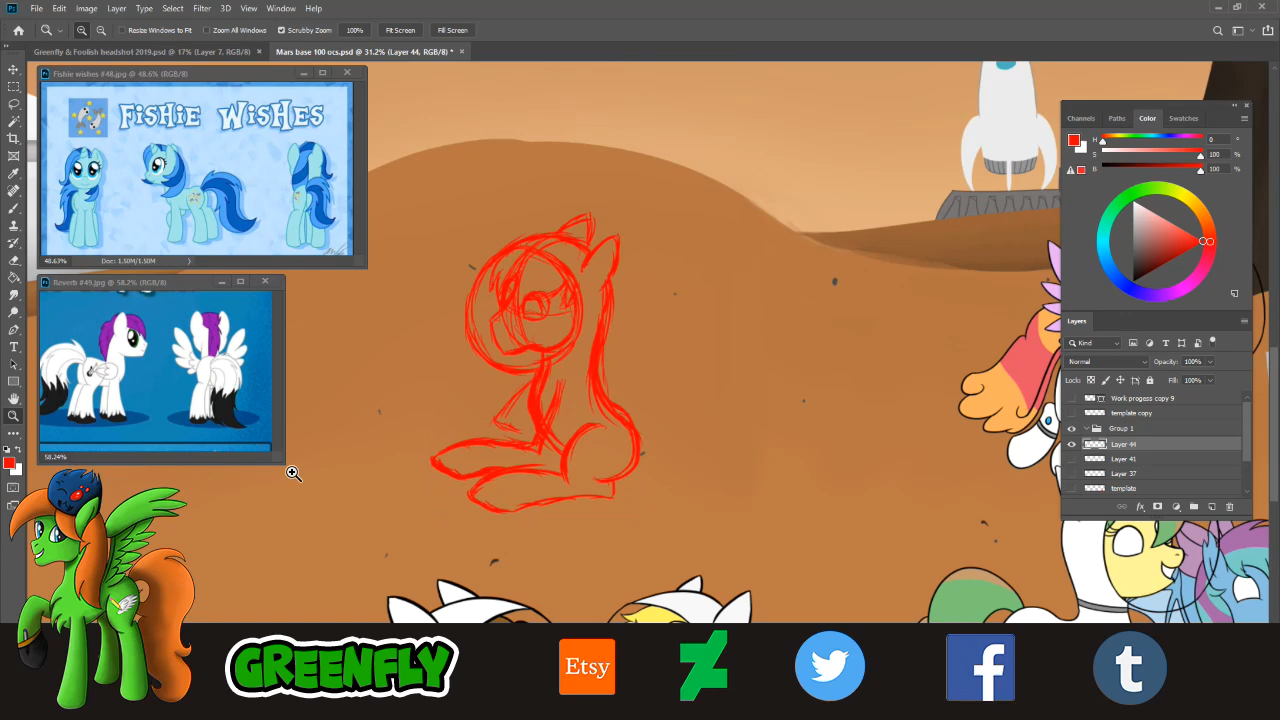 File Edit Image Layer Type Select Filter 3D View Window Help
Resize Windows to Fit Zoom All Windows Scrubby Zoom 100% Fit Screen Fill Screen
Greenfly & Foolish headshot 2019.psd @ 17% (Layer 7, RGB/8) × Mars base 100 ocs.psd @ 31.2% (Layer 44, RGB/8) * ×
Fishie wishes #48.jpg @ 48.6% (RGB/8)
FiSHiE WiSHES
48.63% Doc: 1.50M/1.50M
Reverb #49.jpg @ 58.2% (RGB/8)
58.24%
Channels Paths Color Swatches
H 0 °
S 100 %
B 100 %
Layers
Kind
Normal Opacity: 100%
Lock: Fill: 100%
Work progess copy 9
template copy
Group 1
Layer 44
Layer 41
Layer 37
template
fx
GREENFLY
Etsy
f
t